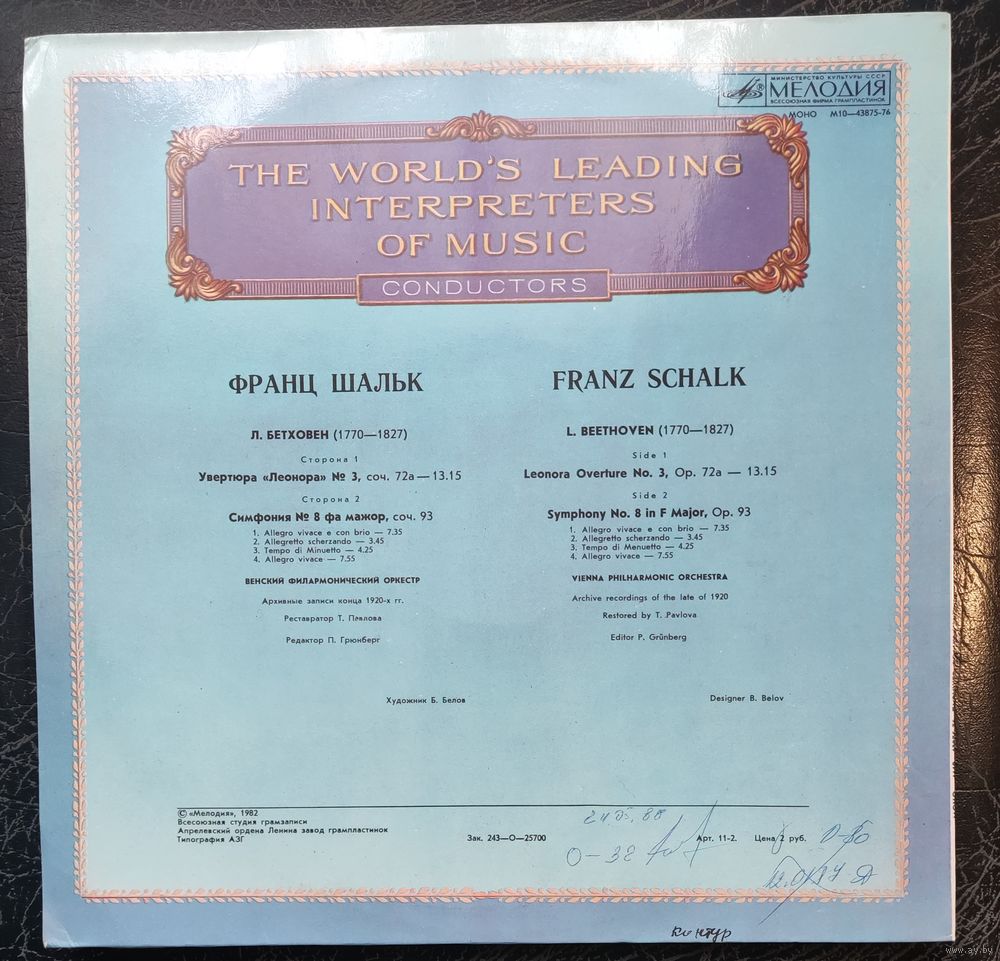 МИНИСТЕРСТВО КУЛЬТУРЫ СССР
МЕЛОДИЯ
ВСЕСОЮЗНАЯ ФИРМА ГРАМПЛАСТИНОК
МОНО М10—43875-76
THE WORLD'S LEADING
INTERPRETERS
OF MUSIC
CONDUCTORS
ФРАНЦ ШАЛЬК
Л. БЕТХОВЕН (1770—1827)
Сторона 1
Увертюра «Леонора» № 3, соч. 72а — 13.15
Сторона 2
Симфония № 8 фа мажор, соч. 93
1. Allegro vivace e con brio — 7.35
2. Allegretto scherzando — 3.45
3. Tempo di Minuetto — 4.25
4. Allegro vivace — 7.55
ВЕНСКИЙ ФИЛАРМОНИЧЕСКИЙ ОРКЕСТР
Архивные записи конца 1920-х гг.
Реставратор Т. Павлова
Редактор П. Грюнберг
Художник Б. Белов
FRANZ SCHALK
L. BEETHOVEN (1770—1827)
Side 1
Leonora Overture No. 3, Op. 72a — 13.15
Side 2
Symphony No. 8 in F Major, Op. 93
1. Allegro vivace e con brio — 7.35
2. Allegretto scherzando — 3.45
3. Tempo di Menuetto — 4.25
4. Allegro vivace — 7.55
VIENNA PHILHARMONIC ORCHESTRA
Archive recordings of the late of 1920
Restored by T. Pavlova
Editor P. Grünberg
Designer B. Belov
© «Мелодия», 1982
Всесоюзная студия грамзаписи
Апрелевский ордена Ленина завод грампластинок
Типография АЗГ
Зак. 243—О—25700
Арт. 11-2. Цена 2 руб.
О-32
Контур
www.ay.by